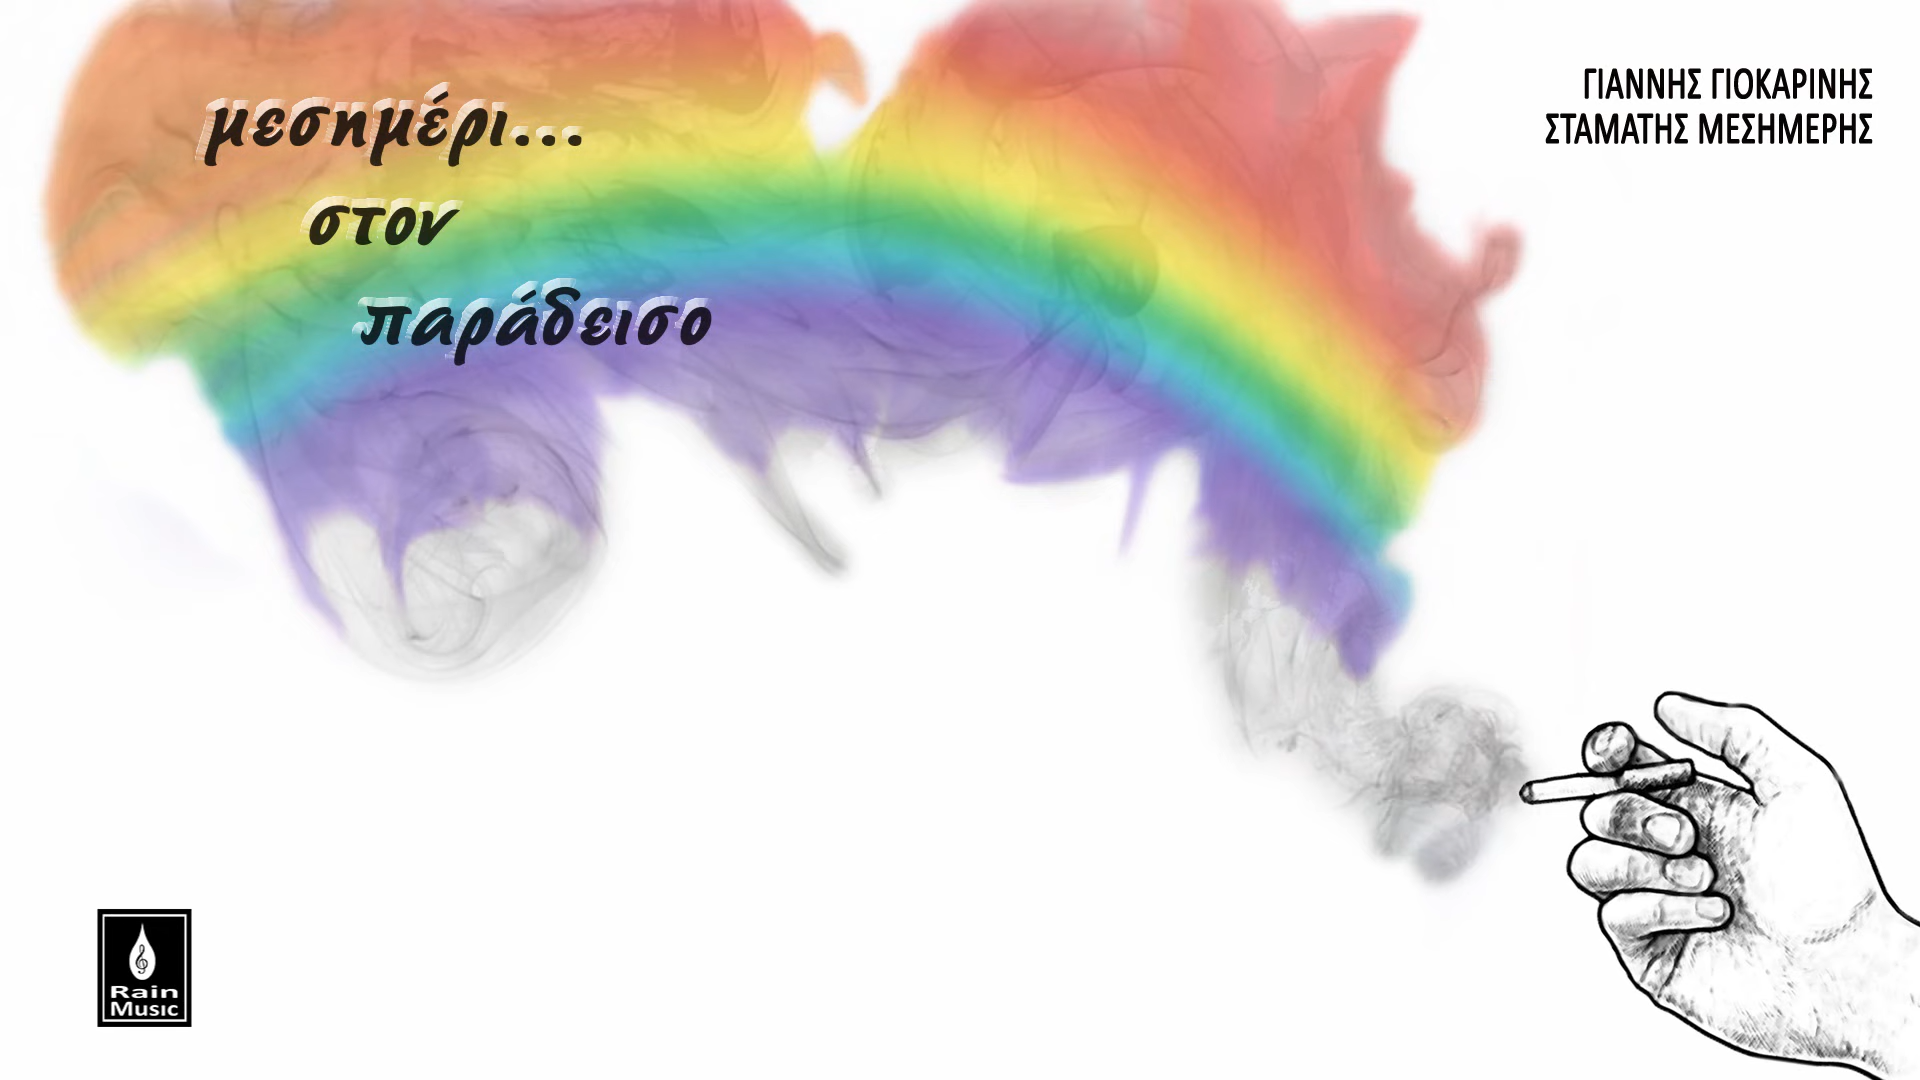 μεσημέρι...
στον
παράδεισο
ΓΙΑΝΝΗΣ ΓΙΟΚΑΡΙΝΗΣ
ΣΤΑΜΑΤΗΣ ΜΕΣΗΜΕΡΗΣ
Rain
Music